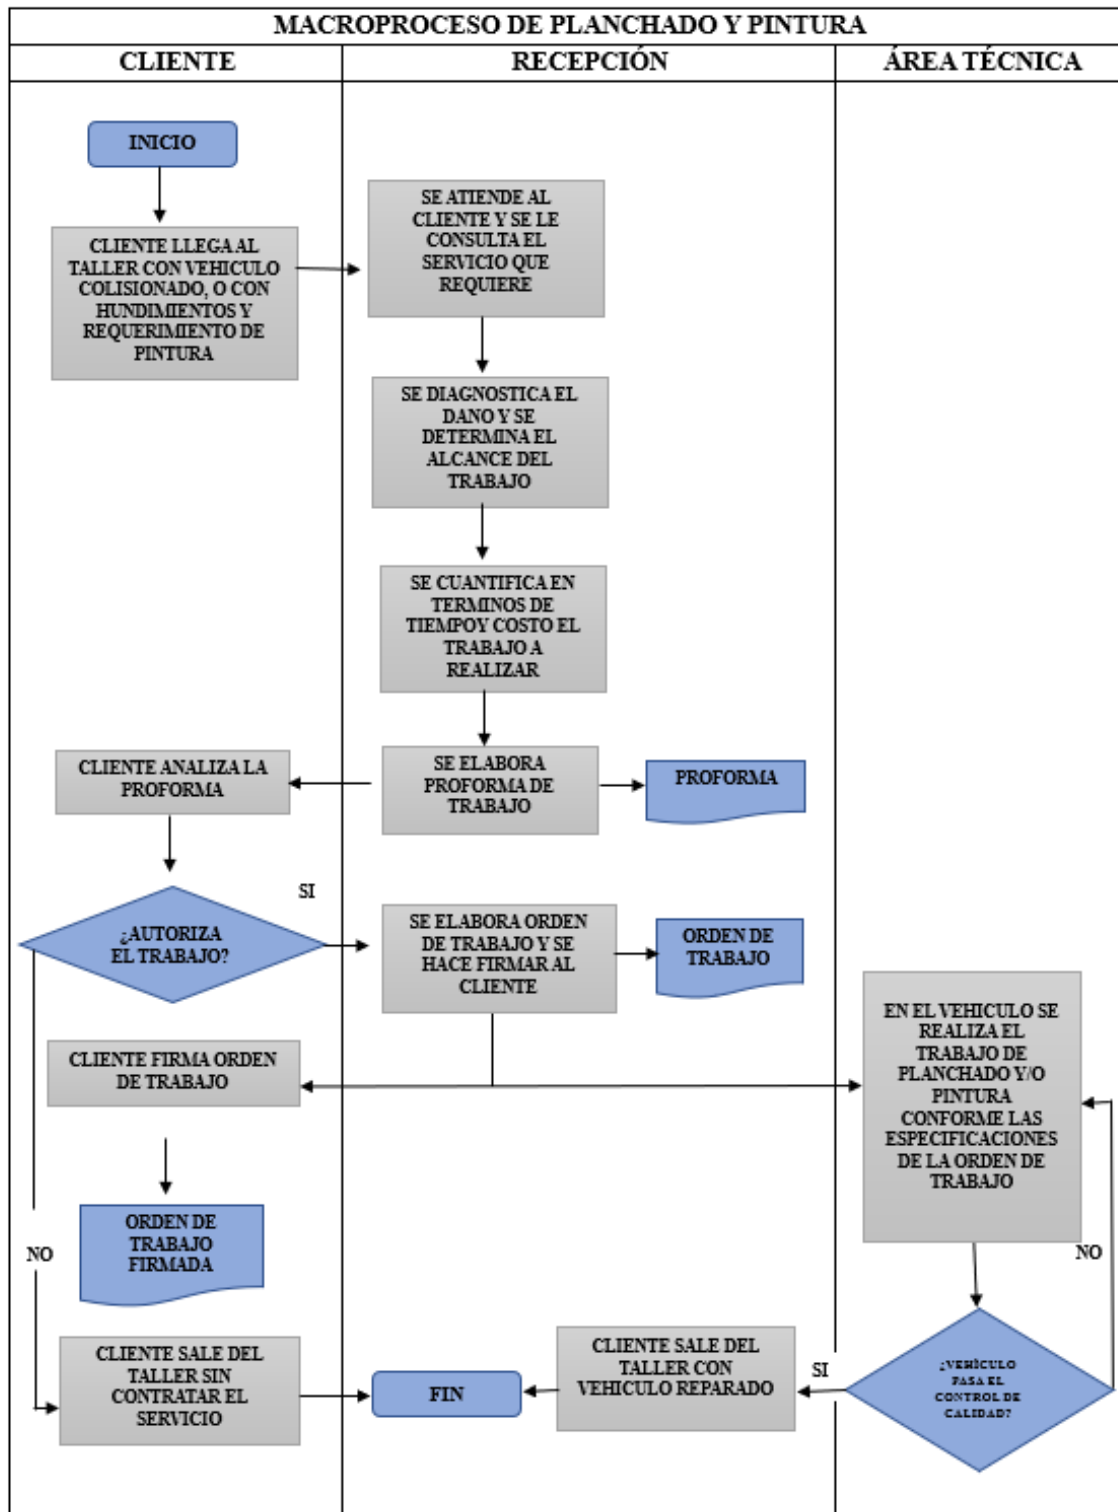 MACROPROCESO DE PLANCHADO Y PINTURA
CLIENTE
RECEPCIÓN
ÁREA TÉCNICA
INICIO
CLIENTE LLEGA AL
TALLER CON VEHICULO
COLISIONADO, O CON
HUNDIMIENTOS Y
REQUERIMIENTO DE
PINTURA
SE ATIENDE AL
CLIENTE Y SE LE
CONSULTA EL
SERVICIO QUE
REQUIERE
SE DIAGNOSTICA EL
DANO Y SE
DETERMINA EL
ALCANCE DEL
TRABAJO
SE CUANTIFICA EN
TERMINOS DE
TIEMPOY COSTO EL
TRABAJO A
REALIZAR
SE ELABORA
PROFORMA DE
TRABAJO
PROFORMA
CLIENTE ANALIZA LA
PROFORMA
¿AUTORIZA
EL TRABAJO?
SI
SE ELABORA ORDEN
DE TRABAJO Y SE
HACE FIRMAR AL
CLIENTE
ORDEN DE
TRABAJO
CLIENTE FIRMA ORDEN
DE TRABAJO
EN EL VEHICULO SE
REALIZA EL
TRABAJO DE
PLANCHADO Y/O
PINTURA
CONFORME LAS
ESPECIFICACIONES
DE LA ORDEN DE
TRABAJO
ORDEN DE
TRABAJO
FIRMADA
NO
NO
CLIENTE SALE DEL
TALLER SIN
CONTRATAR EL
SERVICIO
FIN
CLIENTE SALE DEL
TALLER CON
VEHICULO REPARADO
SI
¿VEHÍCULO
PASA EL
CONTROL DE
CALIDAD?